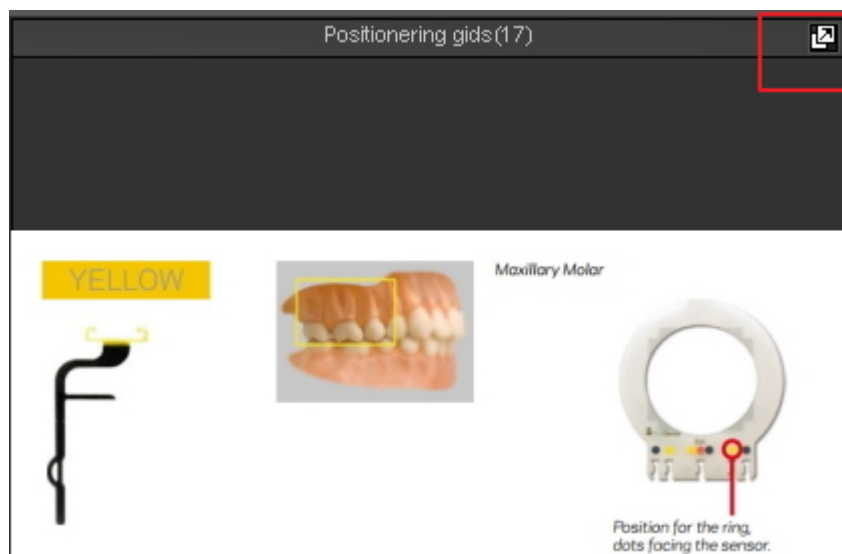 Positionering gids(17)
YELLOW
Maxillary Molar
Position for the ring,
dots facing the sensor.